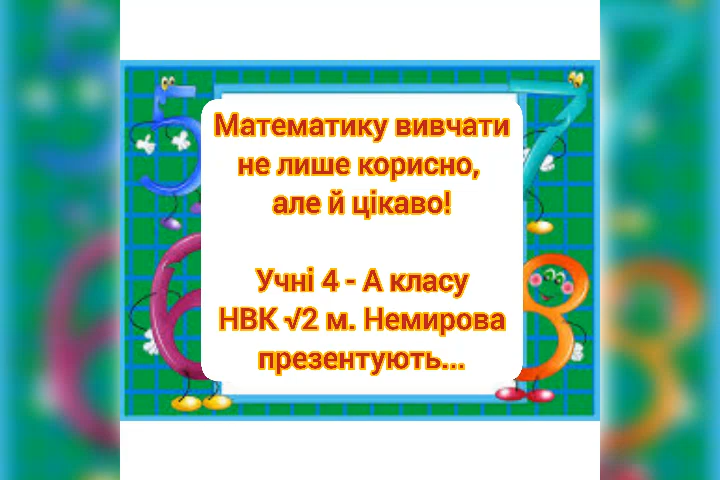 Математику вивчати
не лише корисно,
але й цікаво!
Учні 4 - А класу
НВК √2 м. Немирова
презентують...